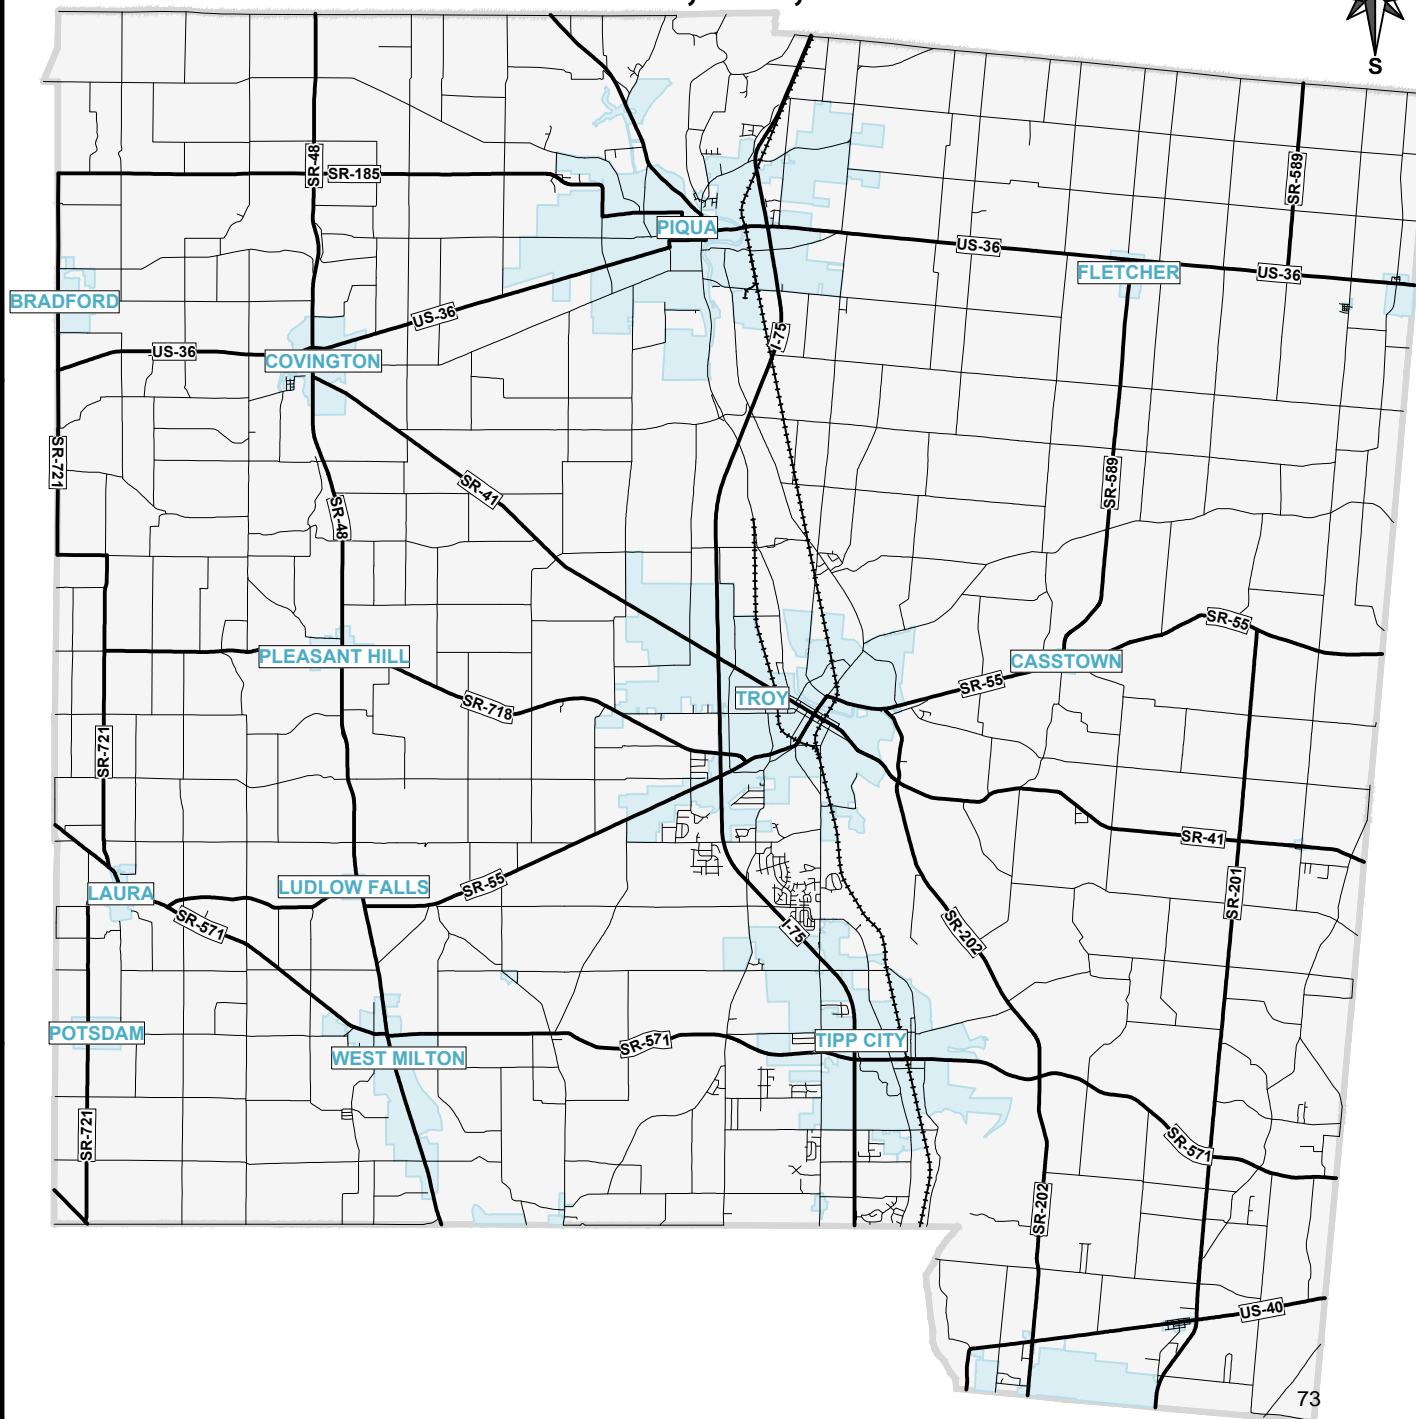 S
SR-589
SR-48
SR-185
PIQUA
US-36
FLETCHER
US-36
BRADFORD
US-36
I-75
US-36
COVINGTON
SR-721
SR-41
SR-589
SR-48
SR-55
PLEASANT HILL
CASSTOWN
SR-55
TROY
SR-718
SR-721
SR-41
LUDLOW FALLS
SR-55
LAURA
SR-201
SR-571
I-75
SR-202
POTSDAM
SR-571
TIPP CITY
WEST MILTON
SR-721
SR-571
SR-202
US-40
73